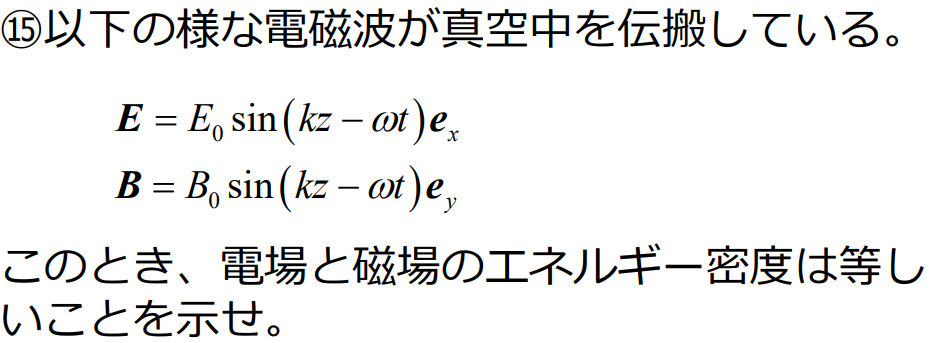 ⑮以下の様な電磁波が真空中を伝搬している。
E = E₀ sin(kz − ωt)eₓ
B = B₀ sin(kz − ωt)e_y
このとき、電場と磁場のエネルギー密度は等し
いことを示せ。